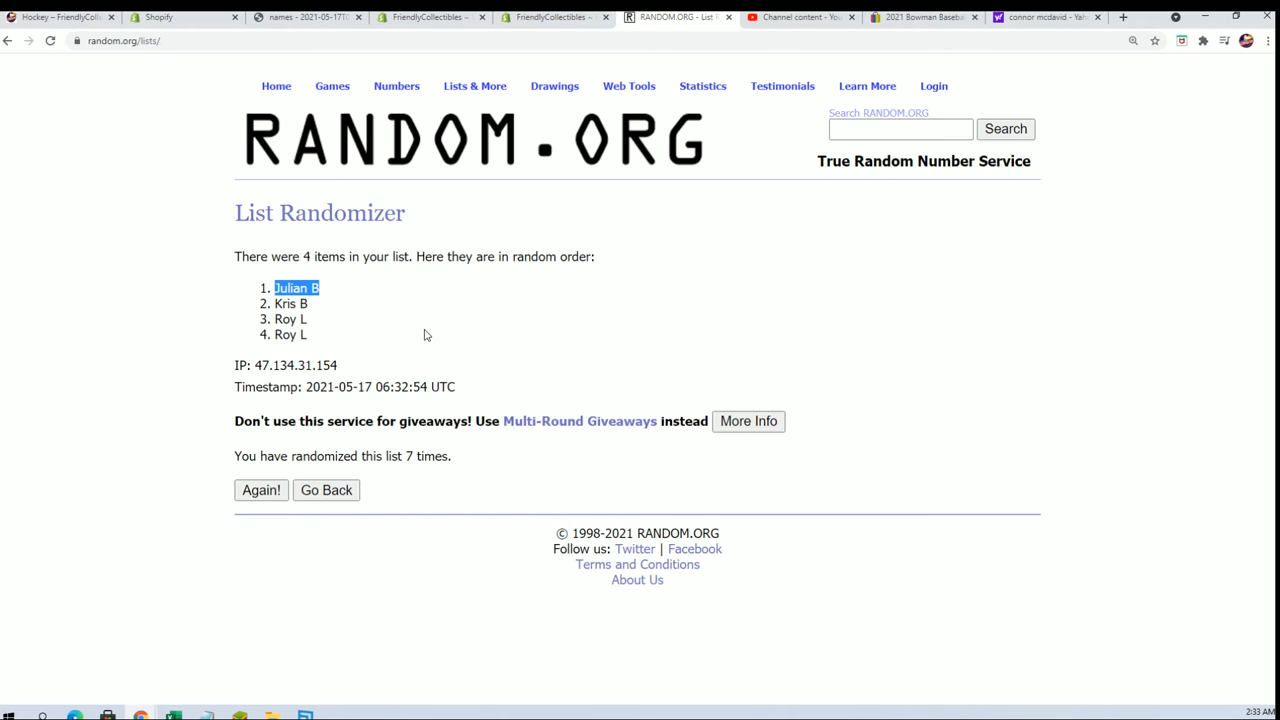 Hockey – FriendlyColl
Shopify
names - 2021-05-17T0
FriendlyCollectibles –
FriendlyCollectibles –
RANDOM.ORG - List R
Channel content - You
2021 Bowman Baseba
connor mcdavid - Yah
random.org/lists/
Home Games Numbers Lists & More Drawings Web Tools Statistics Testimonials Learn More Login
Search RANDOM.ORG
RANDOM.ORG
Search
True Random Number Service
List Randomizer
There were 4 items in your list. Here they are in random order:
1. Julian B
2. Kris B
3. Roy L
4. Roy L
IP: 47.134.31.154
Timestamp: 2021-05-17 06:32:54 UTC
Don't use this service for giveaways! Use Multi-Round Giveaways instead More Info
You have randomized this list 7 times.
Again! Go Back
© 1998-2021 RANDOM.ORG
Follow us: Twitter | Facebook
Terms and Conditions
About Us
2:33 AM